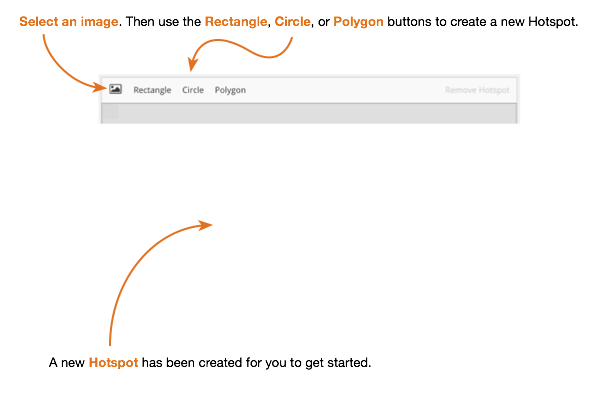 Select an image. Then use the Rectangle, Circle, or Polygon buttons to create a new Hotspot.
Rectangle Circle Polygon Remove Hotspot
A new Hotspot has been created for you to get started.